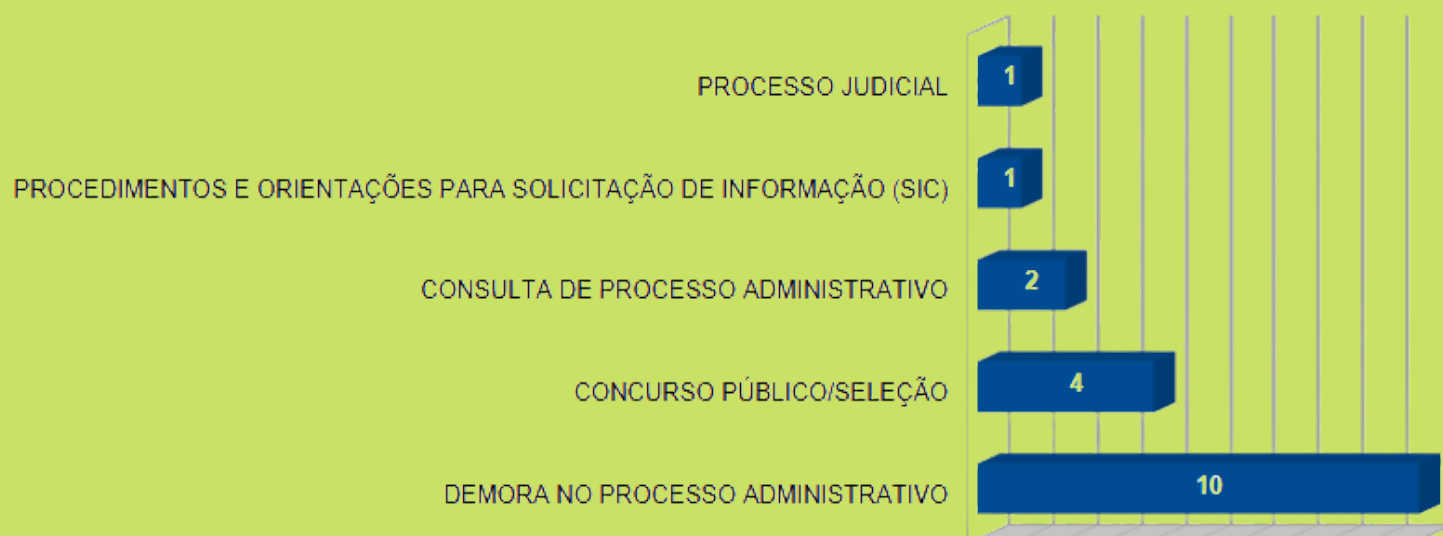 PROCESSO JUDICIAL 1
PROCEDIMENTOS E ORIENTAÇÕES PARA SOLICITAÇÃO DE INFORMAÇÃO (SIC) 1
CONSULTA DE PROCESSO ADMINISTRATIVO 2
CONCURSO PÚBLICO/SELEÇÃO 4
DEMORA NO PROCESSO ADMINISTRATIVO 10